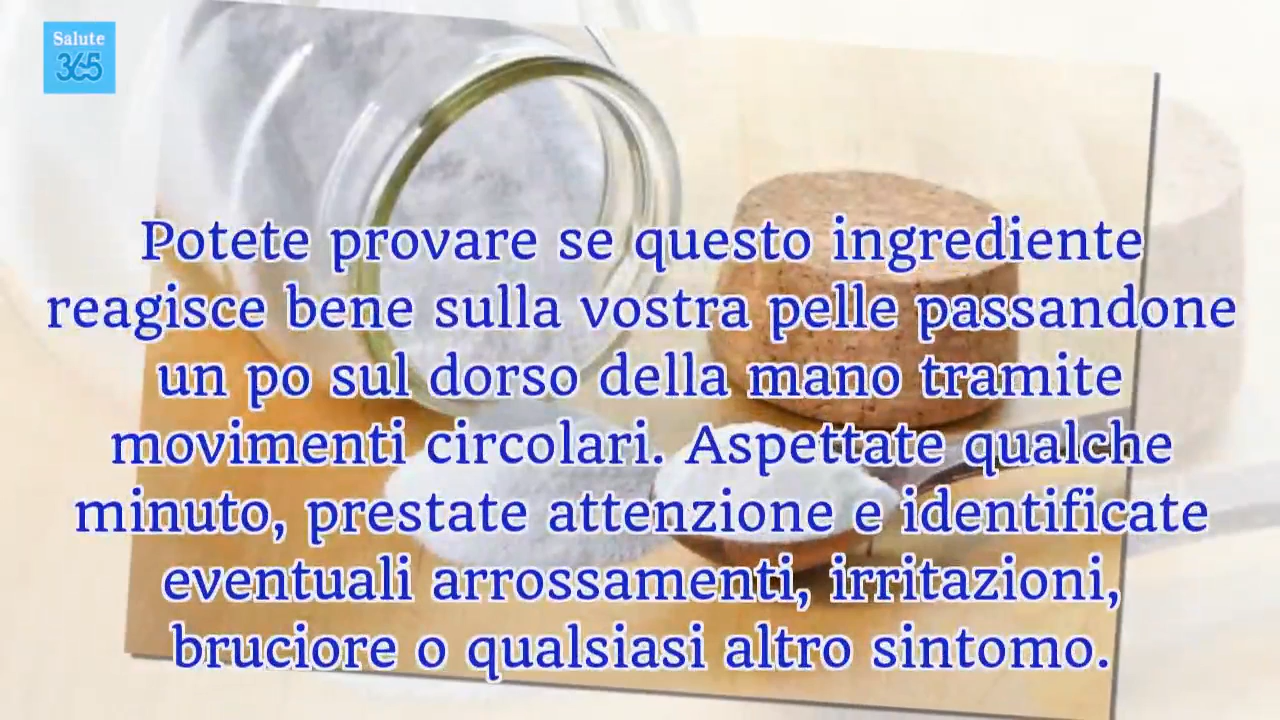 Salute
365
Potete provare se questo ingrediente
reagisce bene sulla vostra pelle passandone
un po sul dorso della mano tramite
movimenti circolari. Aspettate qualche
minuto, prestate attenzione e identificate
eventuali arrossamenti, irritazioni,
bruciore o qualsiasi altro sintomo.